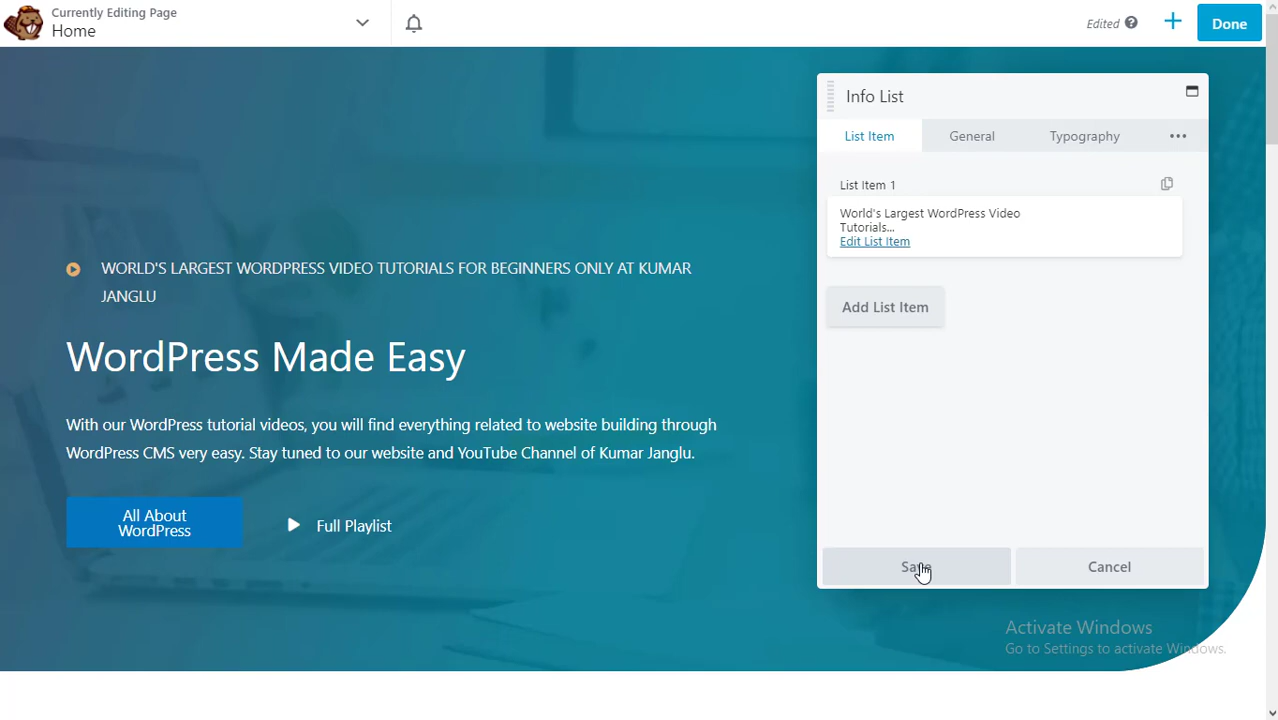 Currently Editing Page
Home
Edited
Done
Info List
List Item
General
Typography
List Item 1
World's Largest WordPress Video
Tutorials...
Edit List Item
Add List Item
WORLD'S LARGEST WORDPRESS VIDEO TUTORIALS FOR BEGINNERS ONLY AT KUMAR
JANGLU
WordPress Made Easy
With our WordPress tutorial videos, you will find everything related to website building through
WordPress CMS very easy. Stay tuned to our website and YouTube Channel of Kumar Janglu.
All About
WordPress
Full Playlist
Save
Cancel
Activate Windows
Go to Settings to activate Windows.